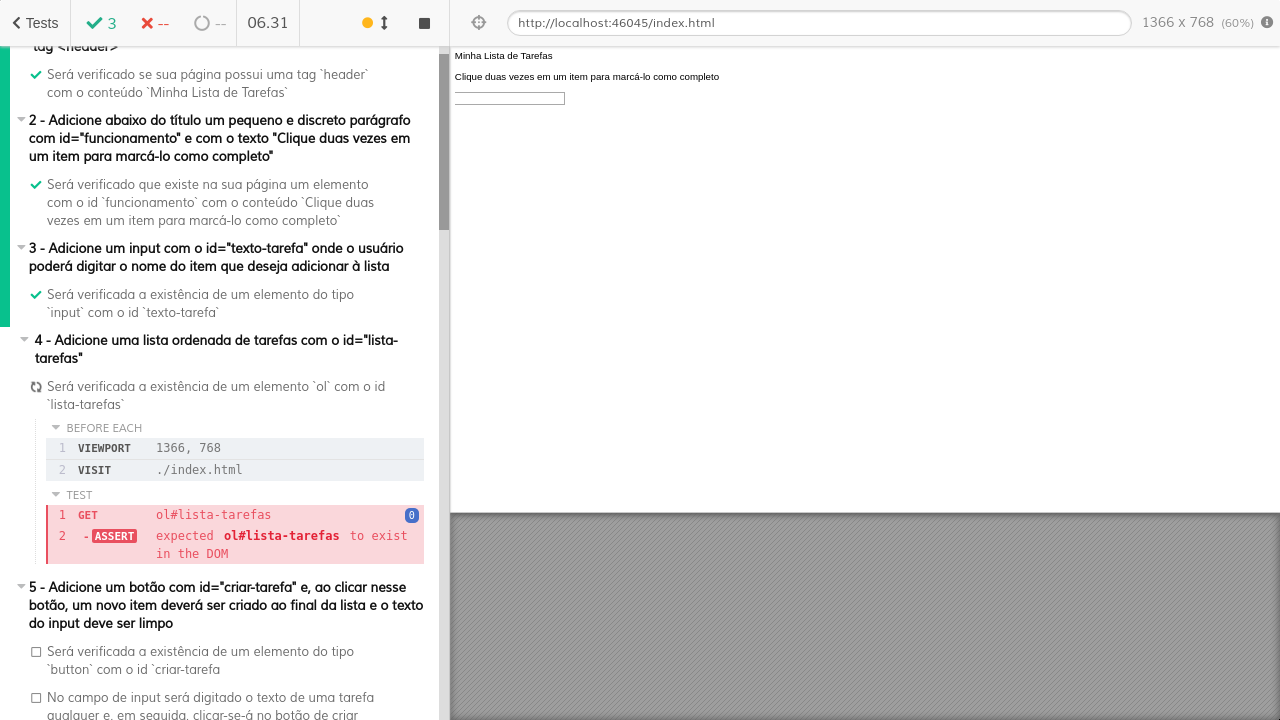 Tests
3
--
--
06.31
http://localhost:46045/index.html
1366 x 768 (60%)
tag <header>
Será verificado se sua página possui uma tag `header`
com o conteúdo `Minha Lista de Tarefas`
2 - Adicione abaixo do título um pequeno e discreto parágrafo
com id="funcionamento" e com o texto "Clique duas vezes em
um item para marcá-lo como completo"
Será verificado que existe na sua página um elemento
com o id `funcionamento` com o conteúdo `Clique duas
vezes em um item para marcá-lo como completo`
3 - Adicione um input com o id="texto-tarefa" onde o usuário
poderá digitar o nome do item que deseja adicionar à lista
Será verificada a existência de um elemento do tipo
`input` com o id `texto-tarefa`
4 - Adicione uma lista ordenada de tarefas com o id="lista-
tarefas"
Será verificada a existência de um elemento `ol` com o id
`lista-tarefas`
BEFORE EACH
1 VIEWPORT 1366, 768
2 VISIT ./index.html
TEST
1 GET ol#lista-tarefas 0
2 -ASSERT expected ol#lista-tarefas to exist
in the DOM
5 - Adicione um botão com id="criar-tarefa" e, ao clicar nesse
botão, um novo item deverá ser criado ao final da lista e o texto
do input deve ser limpo
Será verificada a existência de um elemento do tipo
`button` com o id `criar-tarefa
No campo de input será digitado o texto de uma tarefa
qualquer e, em seguida, clicar-se-á no botão de criar
Minha Lista de Tarefas
Clique duas vezes em um item para marcá-lo como completo